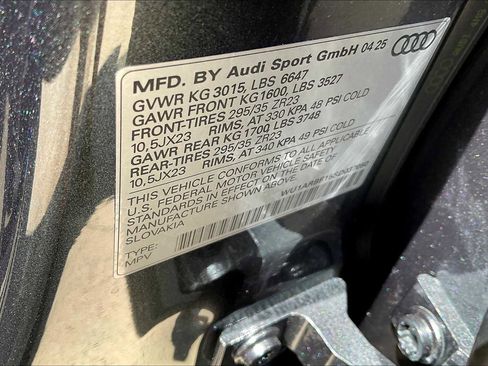 MFD. BY Audi Sport GmbH 04 25
GVWR KG 3015, LBS 6647
GAWR FRONT KG1600, LBS 3527
FRONT-TIRES 295/35 ZR23
10,5JX23 RIMS, AT 330 KPA 48 PSI COLD
GAWR REAR KG1700 LBS 3748
REAR-TIRES 295/35 ZR23
10,5JX23 RIMS, AT 340 KPA 49 PSI COLD
THIS VEHICLE CONFORMS TO ALL APPLICABLE
U.S. FEDERAL MOTOR VEHICLE SAFETY
STANDARDS IN EFFECT ON THE DATE OF
MANUFACTURE SHOWN ABOVE.
SLOVAKIA
TYPE:
MPV